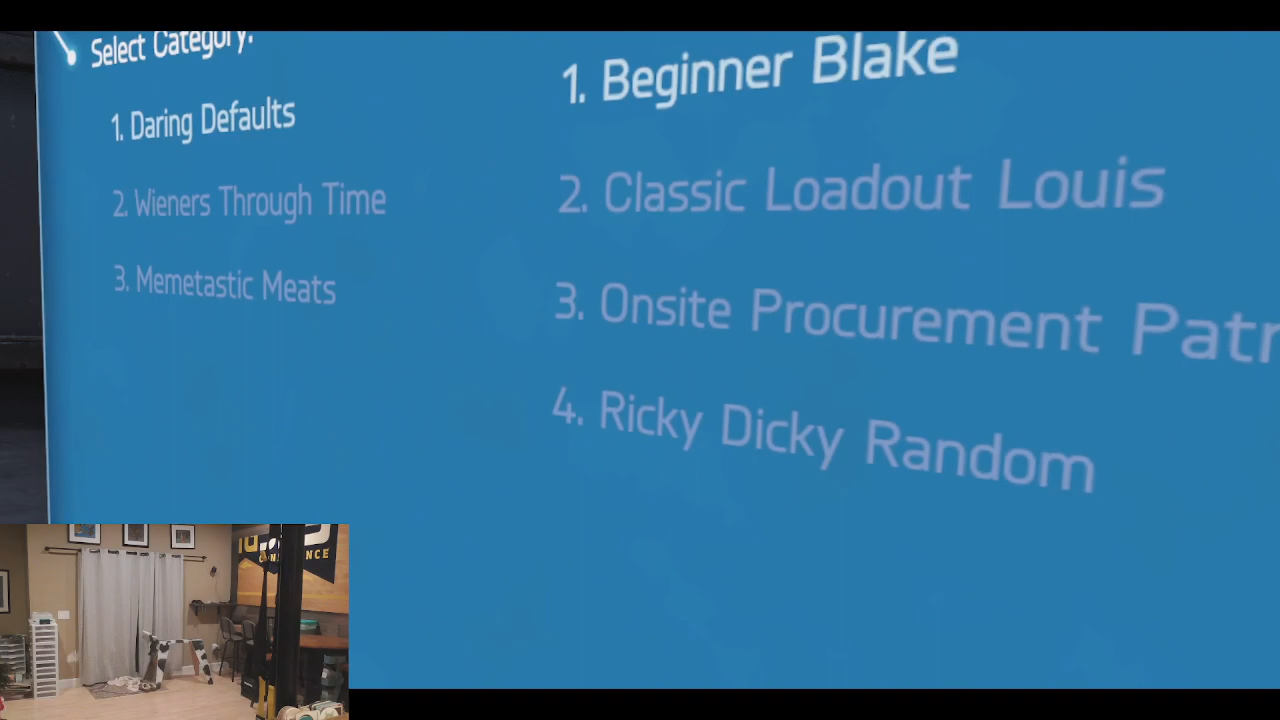 Select Category:
1. Daring Defaults
2. Wieners Through Time
3. Memetastic Meats
1. Beginner Blake
2. Classic Loadout Louis
3. Onsite Procurement Patr
4. Ricky Dicky Random